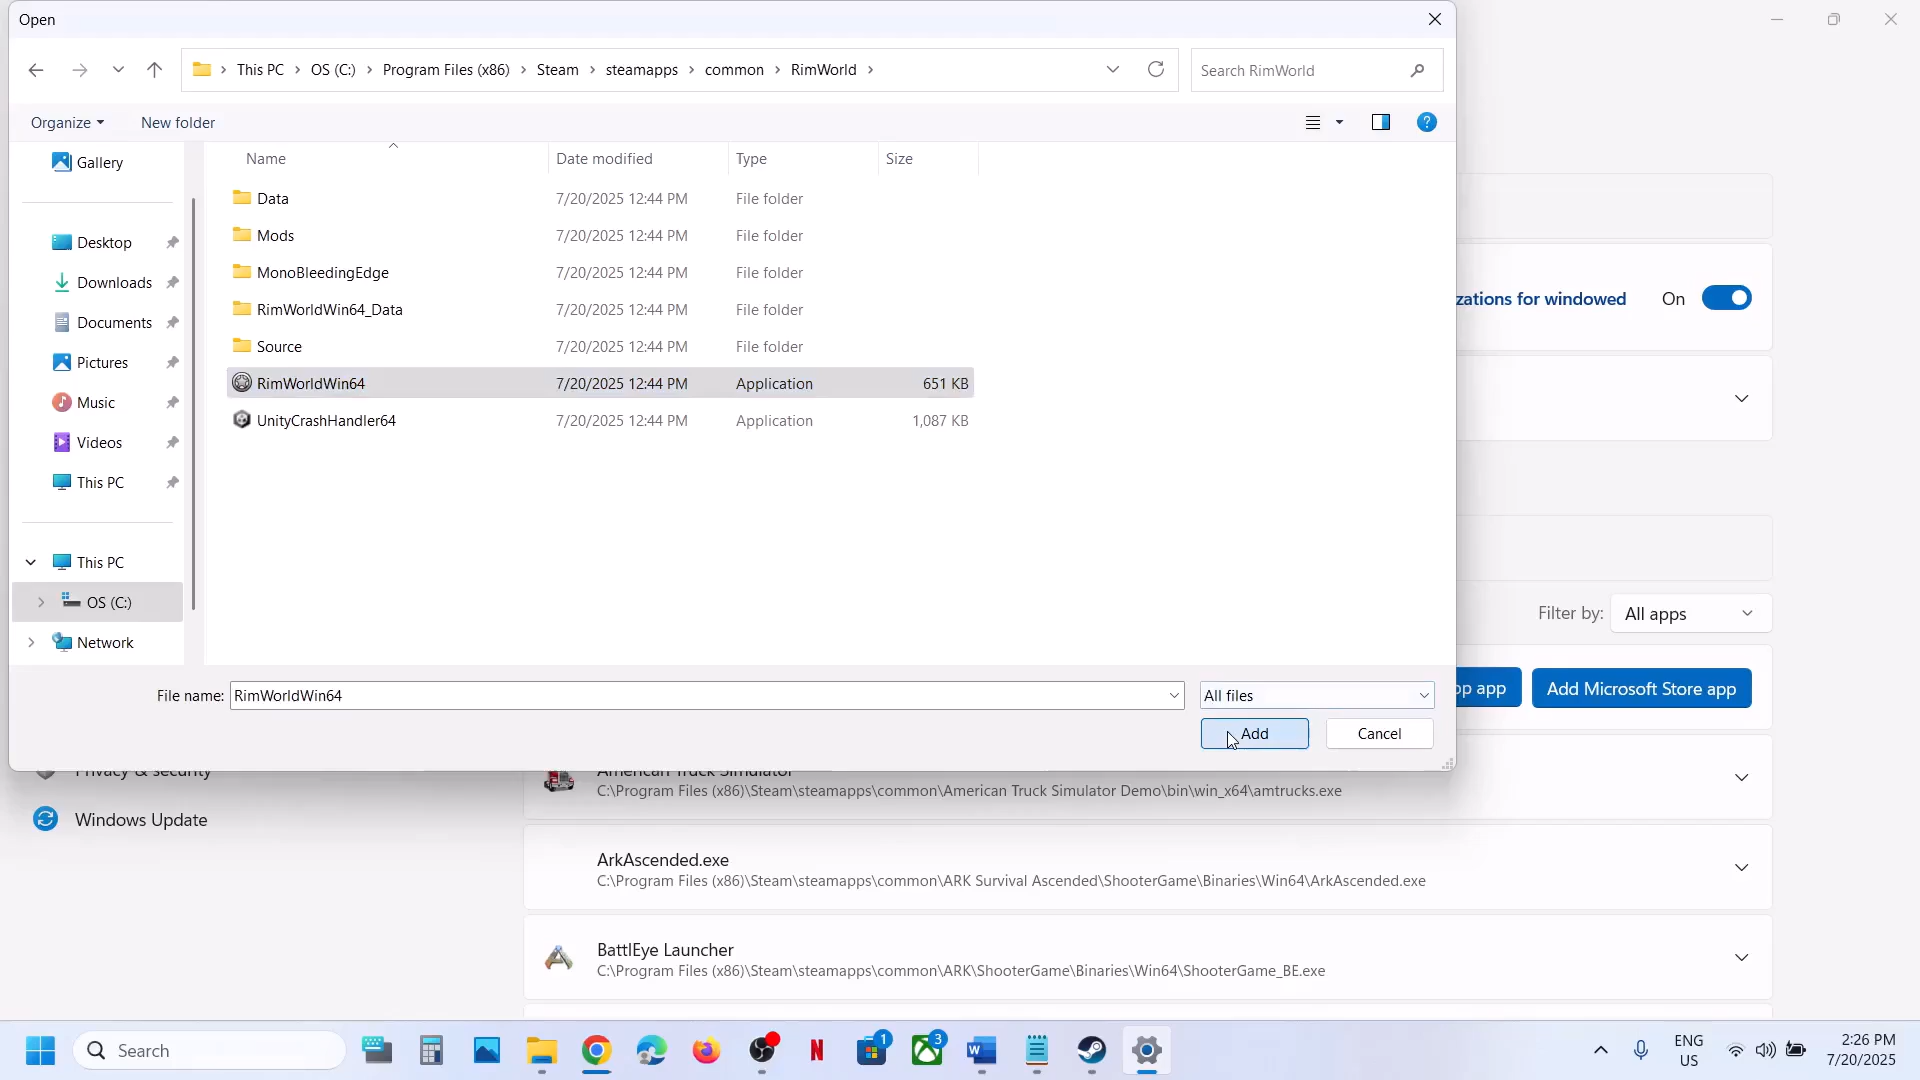 Open
This PC > OS (C:) > Program Files (x86) > Steam > steamapps > common > RimWorld >
Search RimWorld
Organize
New folder
Name
Date modified
Type
Size
Gallery
Desktop
Downloads
Documents
Pictures
Music
Videos
This PC
This PC
OS (C:)
Network
Data 7/20/2025 12:44 PM File folder
Mods 7/20/2025 12:44 PM File folder
MonoBleedingEdge 7/20/2025 12:44 PM File folder
RimWorldWin64_Data 7/20/2025 12:44 PM File folder
Source 7/20/2025 12:44 PM File folder
RimWorldWin64 7/20/2025 12:44 PM Application 651 KB
UnityCrashHandler64 7/20/2025 12:44 PM Application 1,087 KB
File name: RimWorldWin64
All files
Add
Cancel
zations for windowed
On
Filter by: All apps
pp app
Add Microsoft Store app
Privacy & security
Windows Update
American Truck Simulator
C:\Program Files (x86)\Steam\steamapps\common\American Truck Simulator Demo\bin\win_x64\amtrucks.exe
ArkAscended.exe
C:\Program Files (x86)\Steam\steamapps\common\ARK Survival Ascended\ShooterGame\Binaries\Win64\ArkAscended.exe
BattlEye Launcher
C:\Program Files (x86)\Steam\steamapps\common\ARK\ShooterGame\Binaries\Win64\ShooterGame_BE.exe
Search
1
3
ENG
US
2:26 PM
7/20/2025